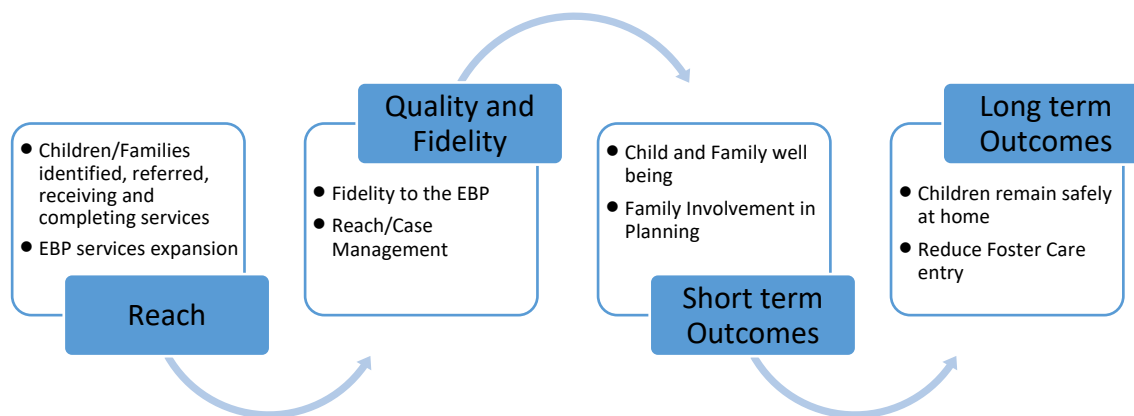 ● Children/Families
identified, referred,
receiving and
completing services
● EBP services expansion
Reach
Quality and
Fidelity
● Fidelity to the EBP
● Reach/Case
Management
● Child and Family well
being
● Family Involvement in
Planning
Short term
Outcomes
Long term
Outcomes
● Children remain safely
at home
● Reduce Foster Care
entry